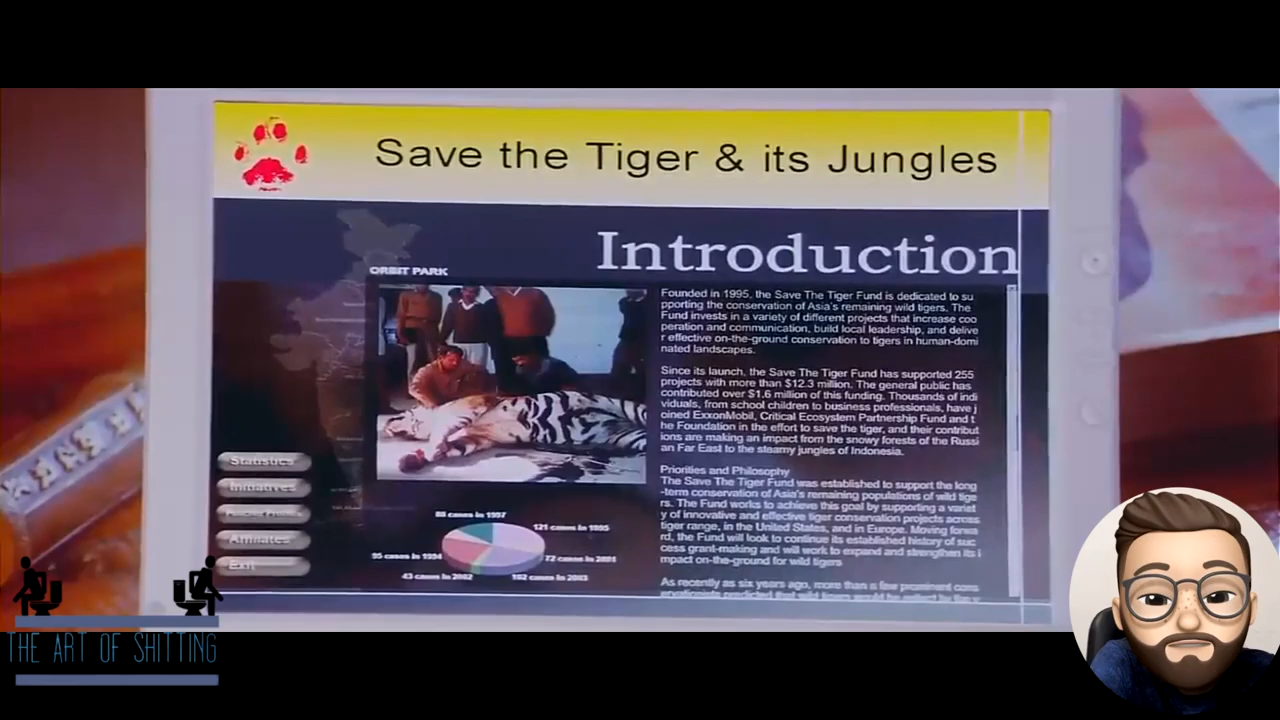 Save the Tiger & its Jungles
Introduction
ORBIT PARK
Founded in 1995, the Save The Tiger Fund is dedicated to su
pporting the conservation of Asia's remaining wild tigers. The
Fund invests in a variety of different projects that increase coo
peration and communication, build local leadership, and delive
r effective on-the-ground conservation to tigers in human-domi
nated landscapes.
Since its launch, the Save The Tiger Fund has supported 255
projects with more than $12.3 million. The general public has
contributed over $1.6 million of this funding. Thousands of indi
viduals, from school children to business professionals, have j
oined ExxonMobil, Critical Ecosystem Partnership Fund and t
he Foundation in the effort to save the tiger, and their contribut
ions are making an impact from the snowy forests of the Russi
an Far East to the steamy jungles of Indonesia.
Priorities and Philosophy
The Save The Tiger Fund was established to support the long
-term conservation of Asia's remaining populations of wild tige
rs. The Fund works to achieve this goal by supporting a variet
y of innovative and effective tiger conservation projects across
tiger range, in the United States, and in Europe. Moving forwa
rd, the Fund will look to continue its established history of suc
cess grant-making and will work to expand and strengthen its i
mpact on-the-ground for wild tigers
As recently as six years ago, more than a few prominent cons
Statistics
Initiatives
Affiliates
Exit
88 cases in 1997
121 cases in 1995
95 cases in 1994
72 cases in 2001
43 cases in 2002
182 cases in 2003
THE ART OF SHITTING